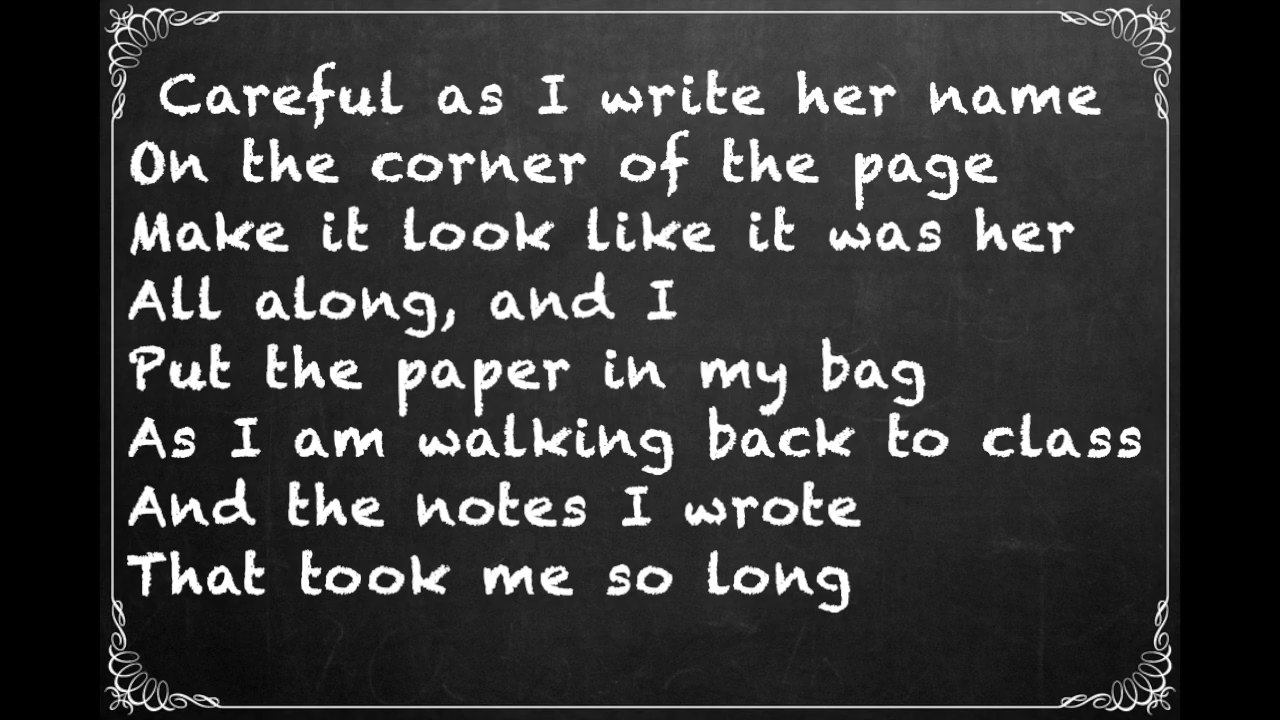 Careful as I write her name
On the corner of the page
Make it look like it was her
All along, and I
Put the paper in my bag
As I am walking back to class
And the notes I wrote
That took me so long